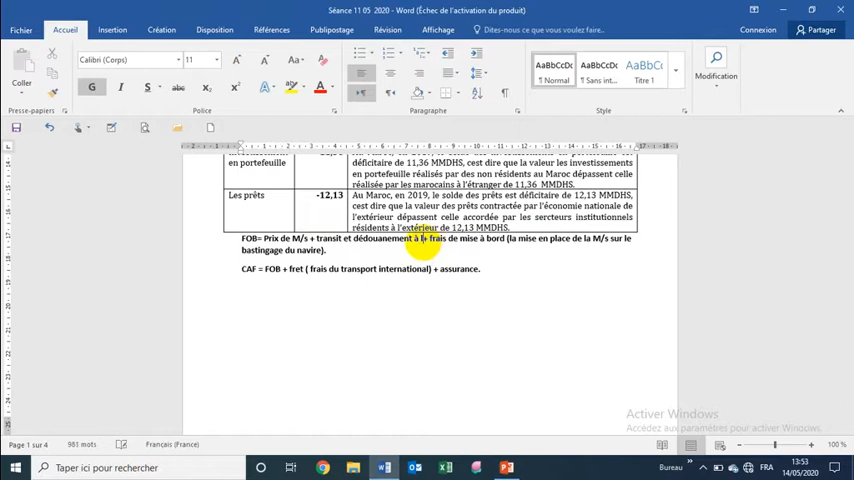 Séance 11 05 2020 - Word (Échec de l'activation du produit)
Fichier Accueil Insertion Création Disposition Références Publipostage Révision Affichage Dites-nous ce que vous voulez faire... Connexion Partager
Coller
Calibri (Corps) 11
G I S abc x₂ x² A
AaBbCcDc AaBbCcDc AaBbCc
¶ Normal ¶ Sans int... Titre 1
Modification
Presse-papiers Police Paragraphe Style
en portefeuille
déficitaire de 11,36 MMDHS, cest dire que la valeur les investissements
en portefeuille réalisés par des non résidents au Maroc dépassent celle
réalisée par les marocains à l'étranger de 11,36 MMDHS.
Les prêts -12,13 Au Maroc, en 2019, le solde des prêts est déficitaire de 12,13 MMDHS,
cest dire que la valeur des prêts contractée par l'économie nationale de
l'extérieur dépassent celle accordée par les sercteurs institutionnels
résidents à l'extérieur de 12,13 MMDHS.
FOB= Prix de M/s + transit et dédouanement à l+ frais de mise à bord (la mise en place de la M/s sur le
bastingage du navire).
CAF = FOB + fret ( frais du transport international) + assurance.
Activer Windows
Accédez aux paramètres pour activer Windows.
Page 1 sur 4 981 mots Français (France) 100 %
Taper ici pour rechercher Bureau FRA 13:53
14/05/2020